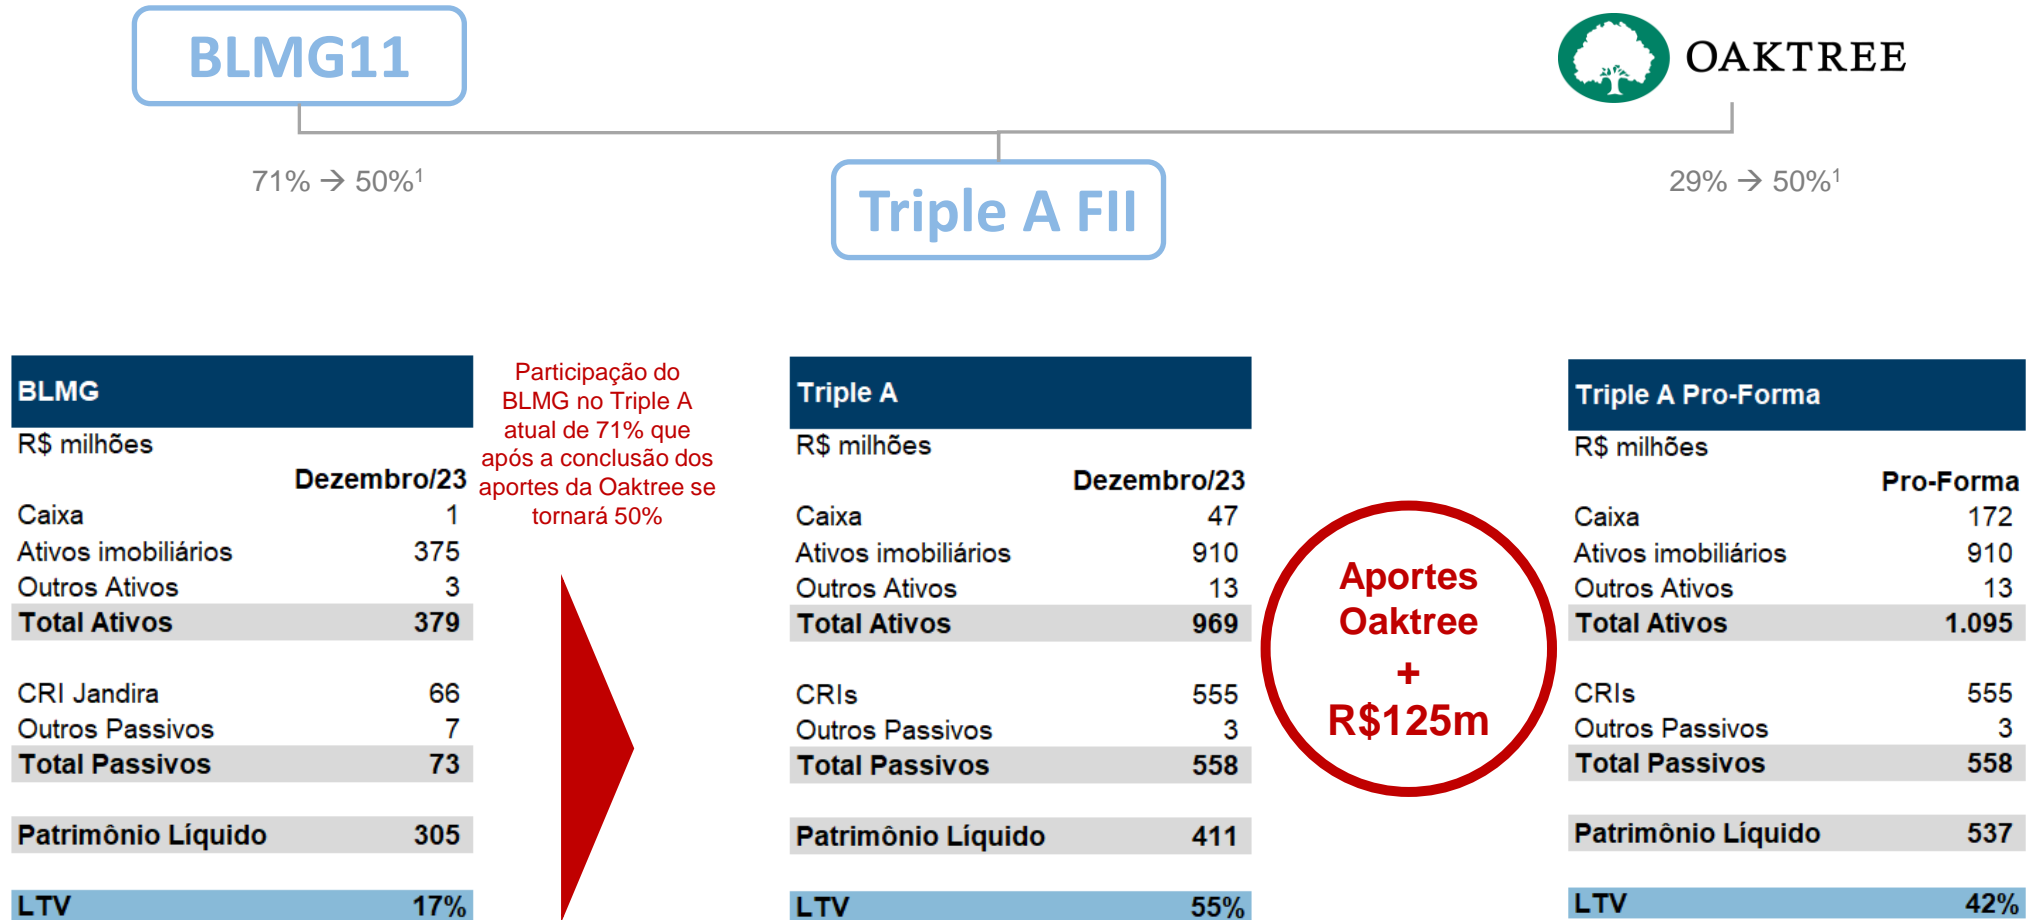 BLMG11
OAKTREE
71% → 50%¹
Triple A FII
29% → 50%¹
BLMG
R$ milhões
Dezembro/23
Caixa 1
Ativos imobiliários 375
Outros Ativos 3
Total Ativos 379
CRI Jandira 66
Outros Passivos 7
Total Passivos 73
Patrimônio Líquido 305
LTV 17%
Participação do
BLMG no Triple A
atual de 71% que
após a conclusão dos
aportes da Oaktree se
tornará 50%
Triple A
R$ milhões
Dezembro/23
Caixa 47
Ativos imobiliários 910
Outros Ativos 13
Total Ativos 969
CRIs 555
Outros Passivos 3
Total Passivos 558
Patrimônio Líquido 411
LTV 55%
Aportes
Oaktree
+
R$125m
Triple A Pro-Forma
R$ milhões
Pro-Forma
Caixa 172
Ativos imobiliários 910
Outros Ativos 13
Total Ativos 1.095
CRIs 555
Outros Passivos 3
Total Passivos 558
Patrimônio Líquido 537
LTV 42%